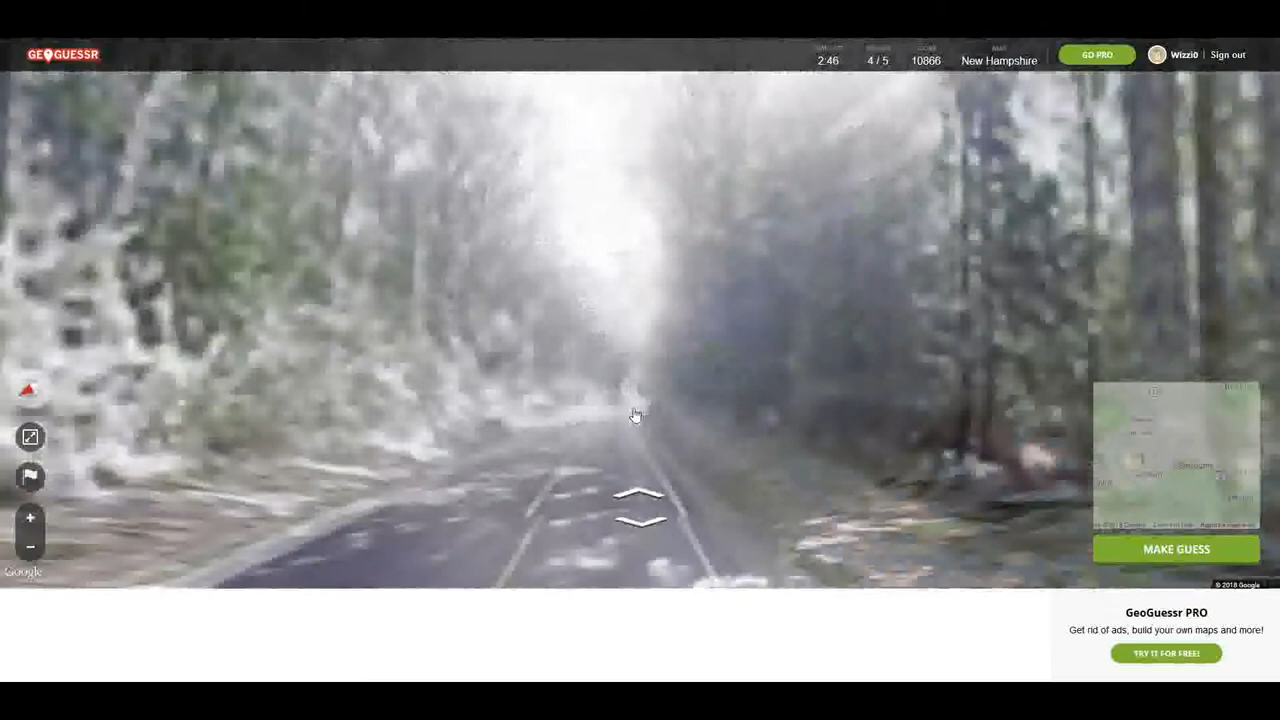 GEOGUESSR
2:46
4 / 5
10866
New Hampshire
GO PRO
Wizzi0 | Sign out
MAKE GUESS
Google
© 2018 Google
GeoGuessr PRO
Get rid of ads, build your own maps and more!
TRY IT FOR FREE!